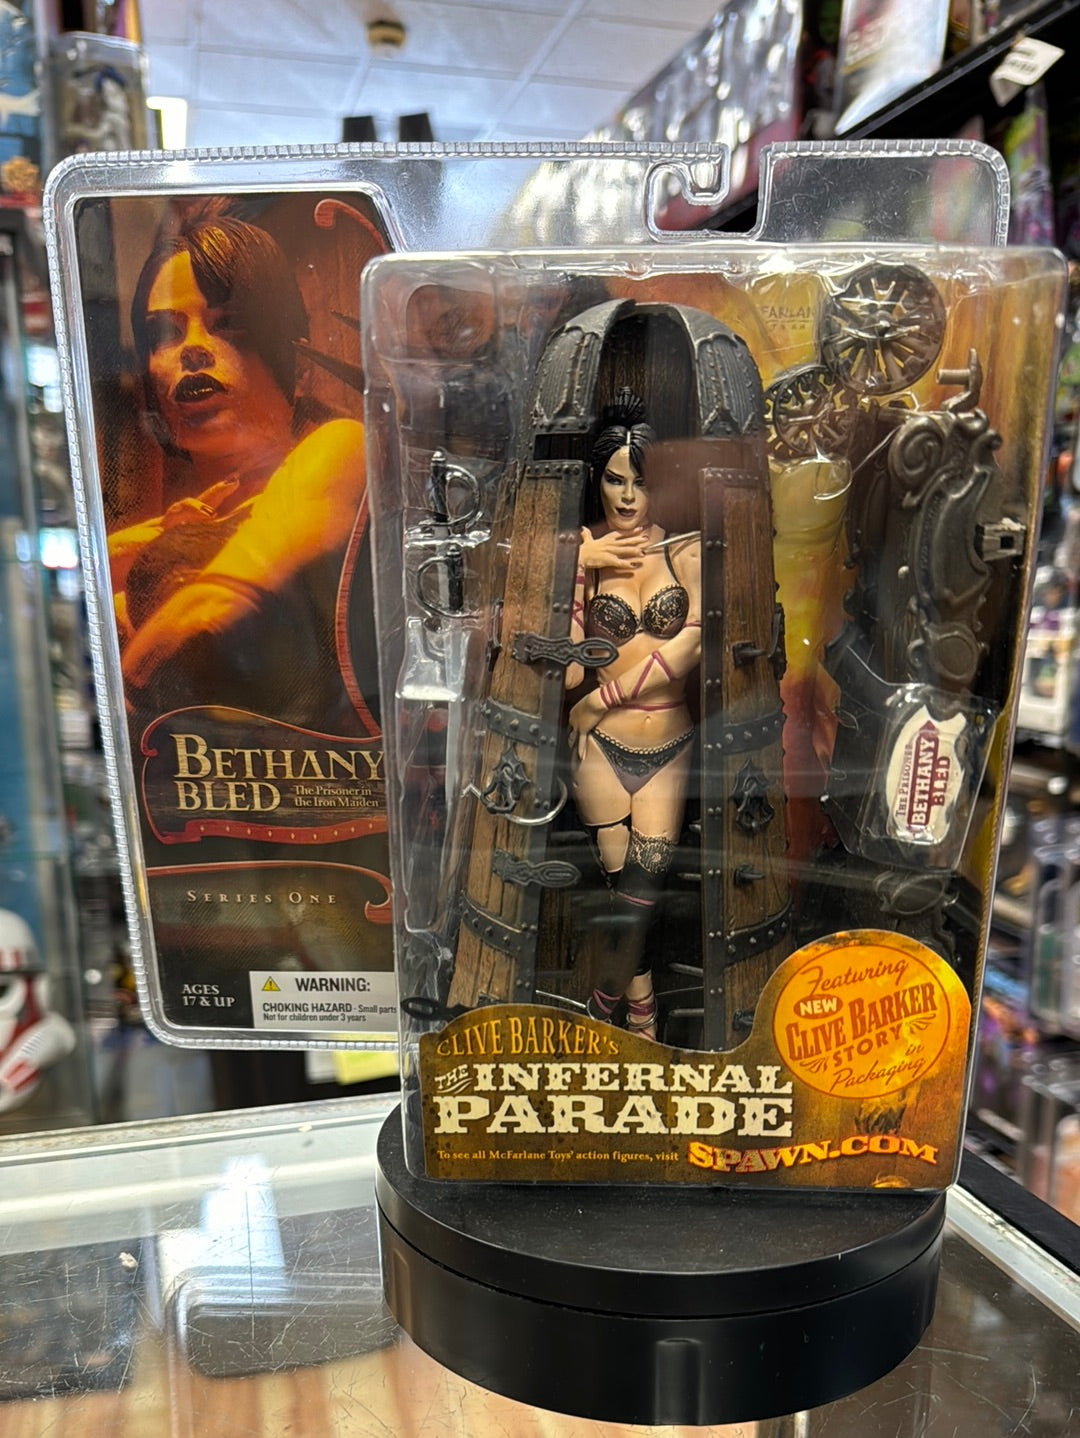 BETHANY
BLED
The Prisoner in
the Iron Maiden
SERIES ONE
AGES
17 & UP
WARNING:
CHOKING HAZARD - Small parts
Not for children under 3 years
THE PRISONER
BETHANY
BLED
Featuring
NEW
CLIVE BARKER
STORY
in
Packaging
CLIVE BARKER'S
THE INFERNAL
PARADE
To see all McFarlane Toys' action figures, visit SPAWN.COM